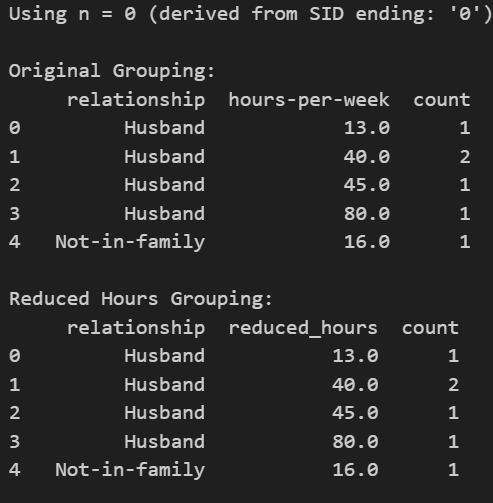 Using n = 0 (derived from SID ending: '0')
Original Grouping:
relationship hours-per-week count
0 Husband 13.0 1
1 Husband 40.0 2
2 Husband 45.0 1
3 Husband 80.0 1
4 Not-in-family 16.0 1
Reduced Hours Grouping:
relationship reduced_hours count
0 Husband 13.0 1
1 Husband 40.0 2
2 Husband 45.0 1
3 Husband 80.0 1
4 Not-in-family 16.0 1